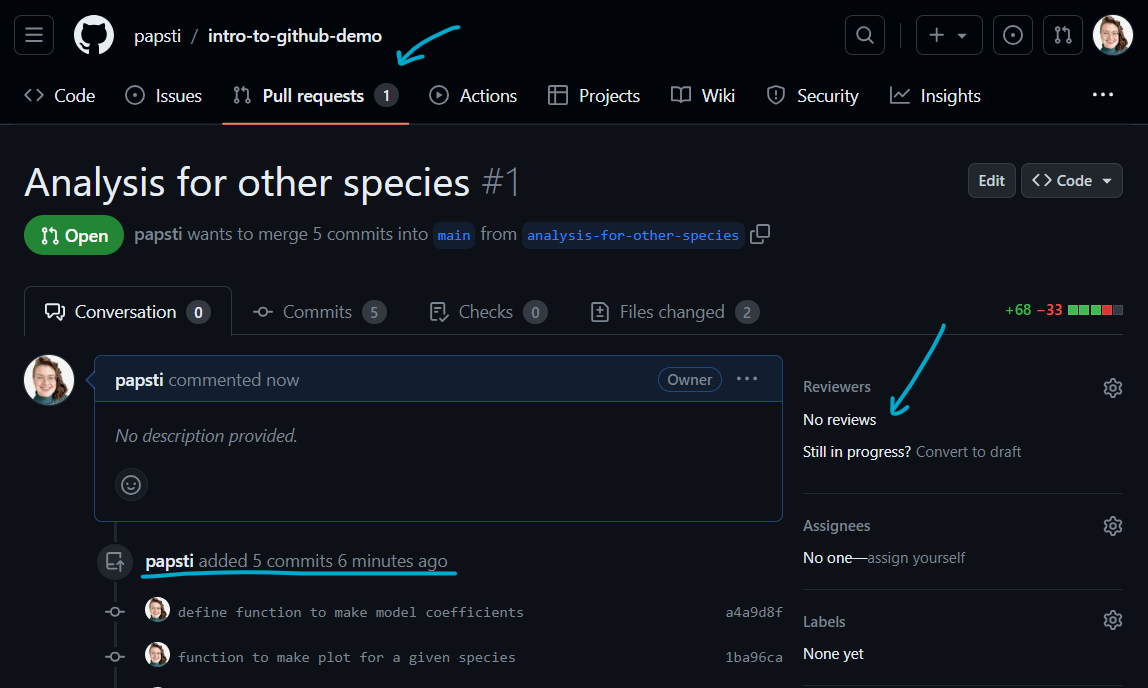 papsti / intro-to-github-demo
Code Issues Pull requests 1 Actions Projects Wiki Security Insights
Analysis for other species #1
Edit Code
Open papsti wants to merge 5 commits into main from analysis-for-other-species
Conversation 0 Commits 5 Checks 0 Files changed 2 +68 −33
papsti commented now Owner
No description provided.
Reviewers
No reviews
Still in progress? Convert to draft
Assignees
No one—assign yourself
Labels
None yet
papsti added 5 commits 6 minutes ago
define function to make model coefficients a4a9d8f
function to make plot for a given species 1ba96ca